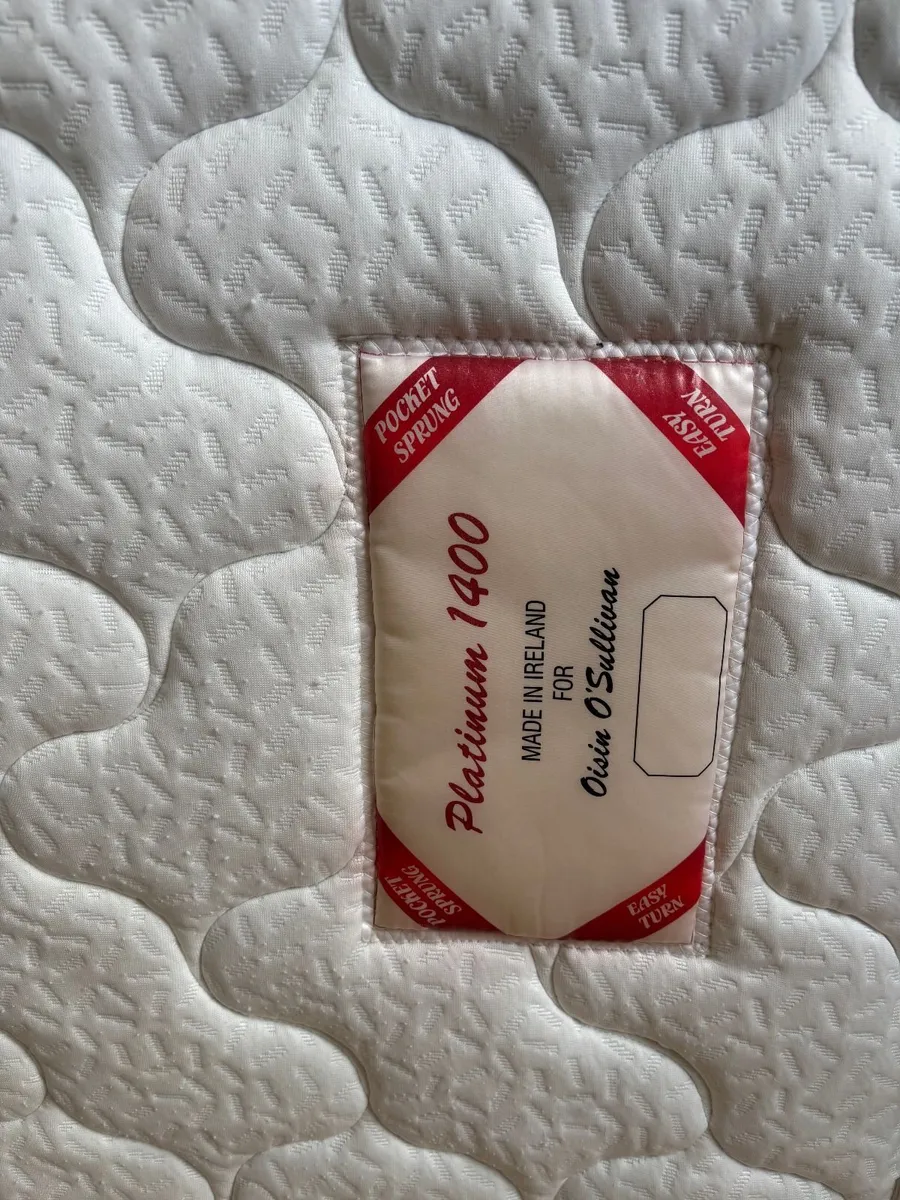 POCKET
SPRUNG
EASY
TURN
Platinum 1400
MADE IN IRELAND
FOR
Oisin O'Sullivan
POCKET
SPRUNG
EASY
TURN